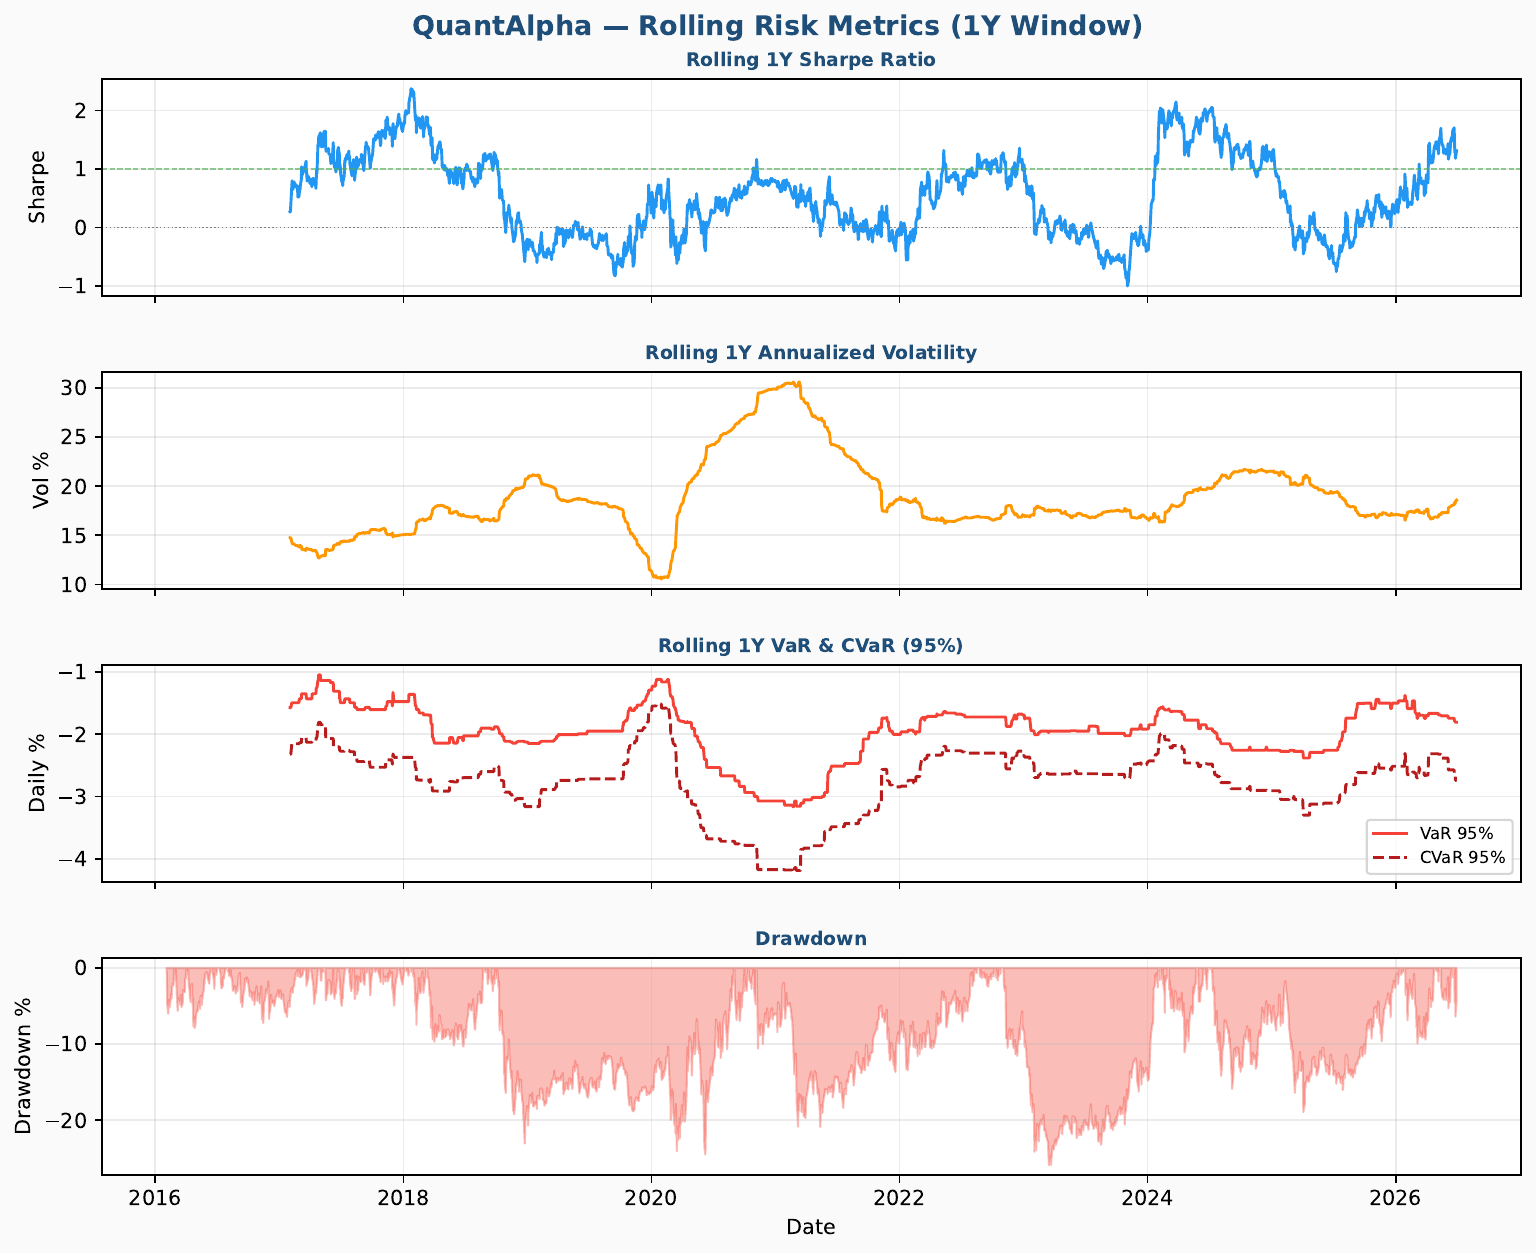 QuantAlpha — Rolling Risk Metrics (1Y Window)
Rolling 1Y Sharpe Ratio
Sharpe
2
1
0
−1
Rolling 1Y Annualized Volatility
Vol %
30
25
20
15
10
Rolling 1Y VaR & CVaR (95%)
Daily %
−1
−2
−3
−4
VaR 95%
CVaR 95%
Drawdown
Drawdown %
0
−10
−20
2016 2018 2020 2022 2024 2026
Date